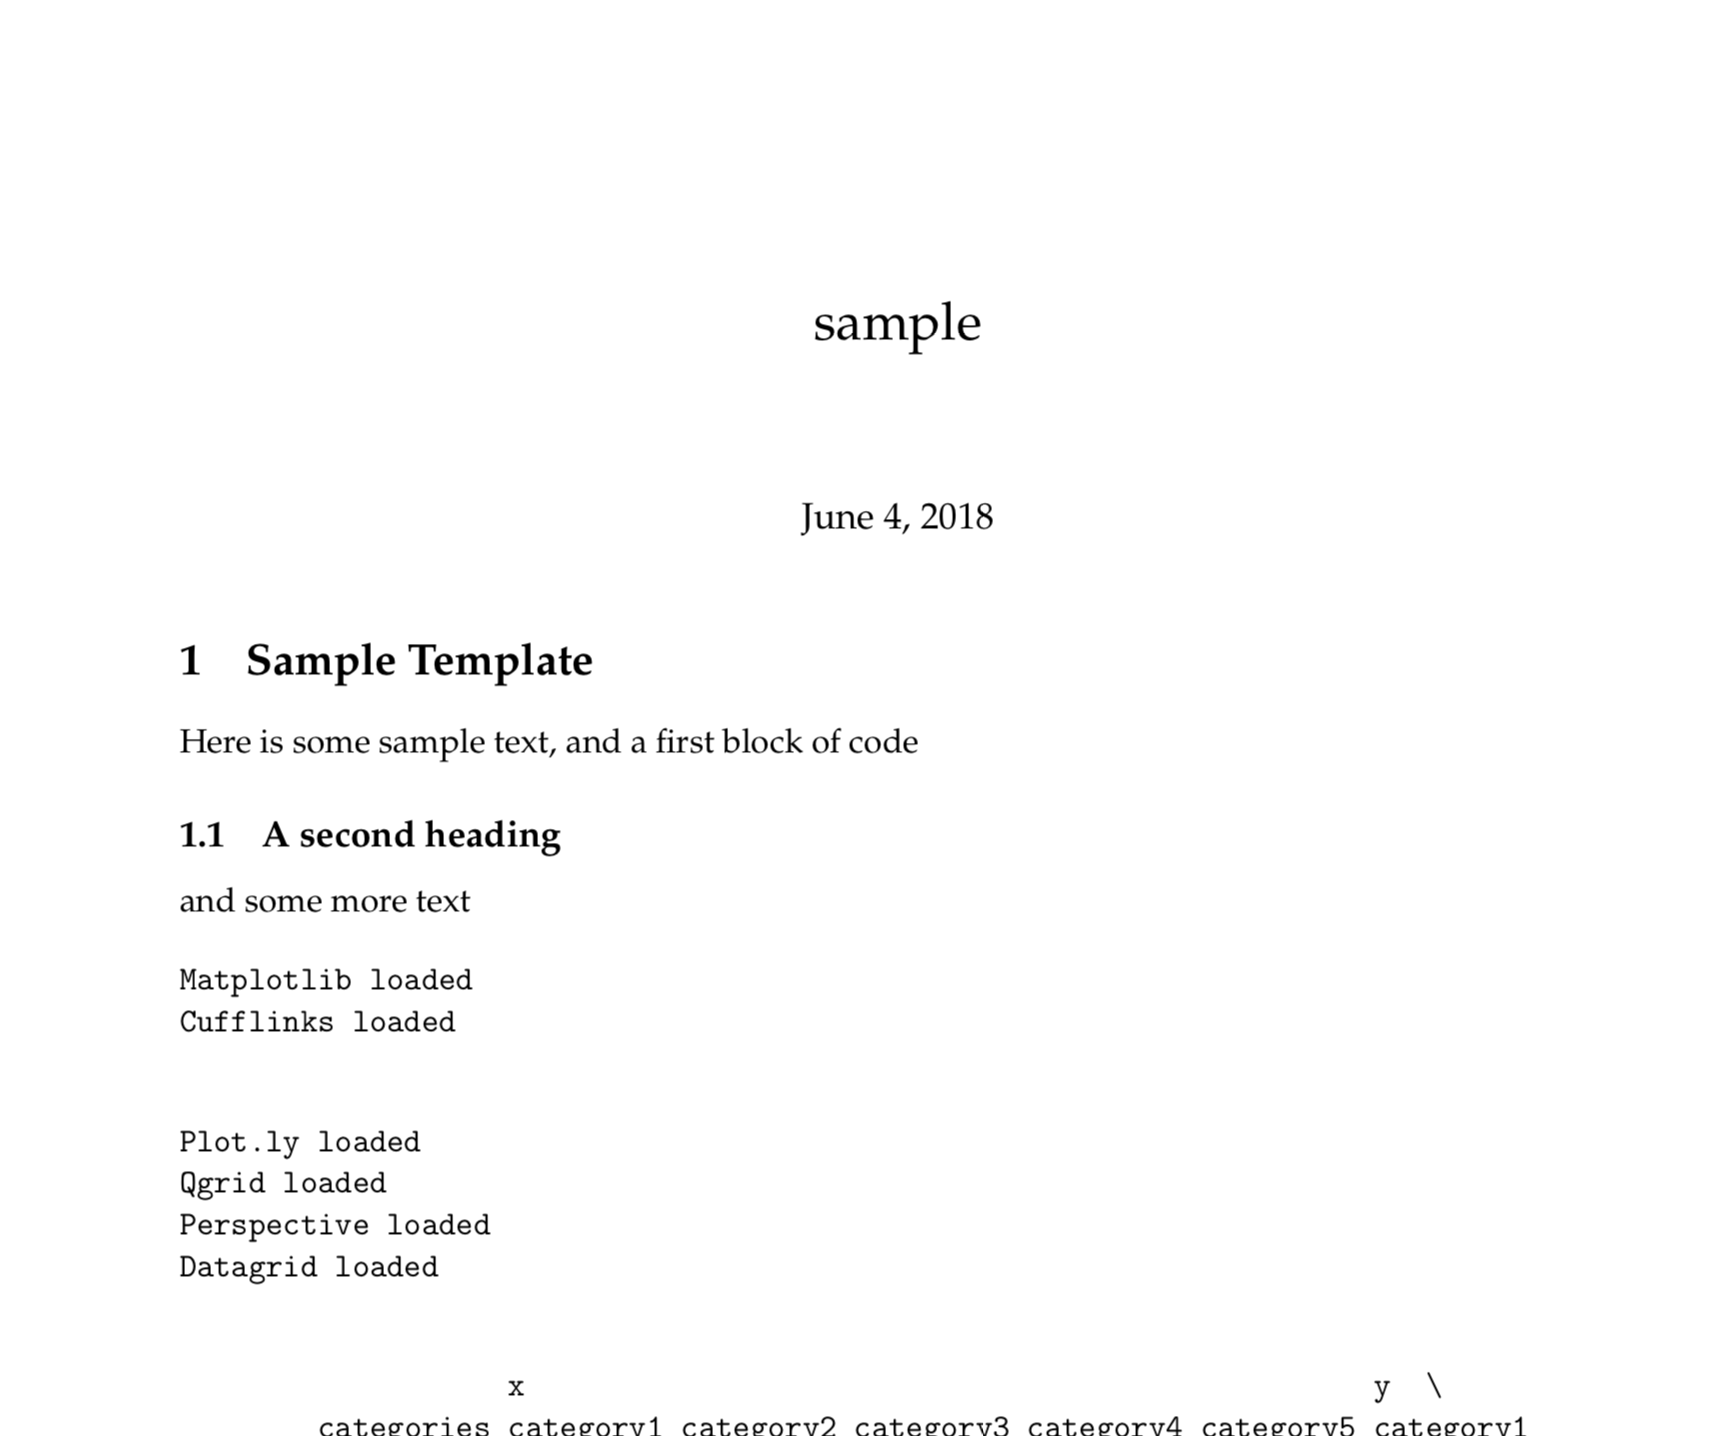 sample
June 4, 2018
1 Sample Template
Here is some sample text, and a first block of code
1.1 A second heading
and some more text
Matplotlib loaded
Cufflinks loaded
Plot.ly loaded
Qgrid loaded
Perspective loaded
Datagrid loaded
x y \
categories category1 category2 category3 category4 category5 category1